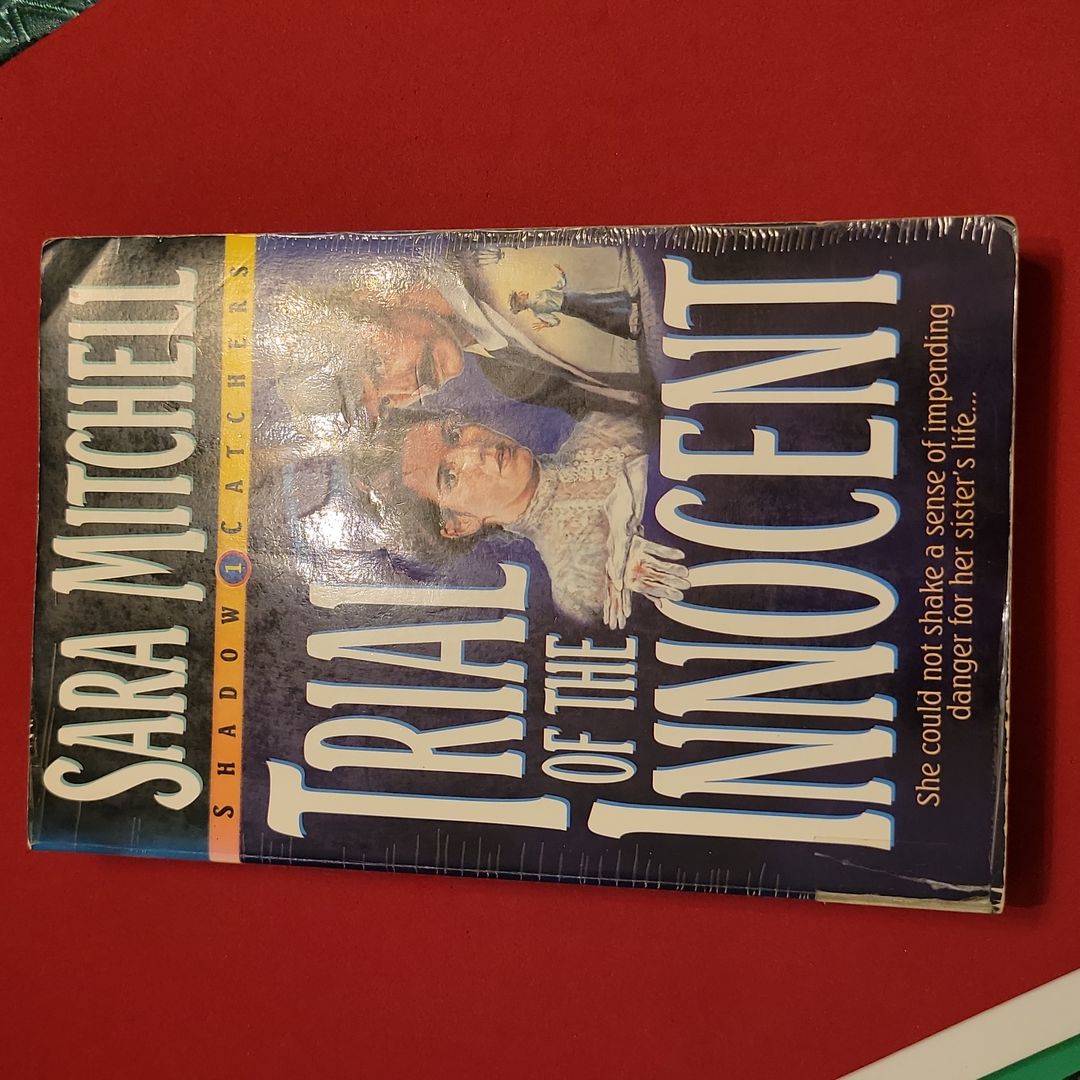 SARA MITCHELL
SHADOW 1 CATCHERS
TRIAL
OF THE
INNOCENT
She could not shake a sense of impending
danger for her sister's life....